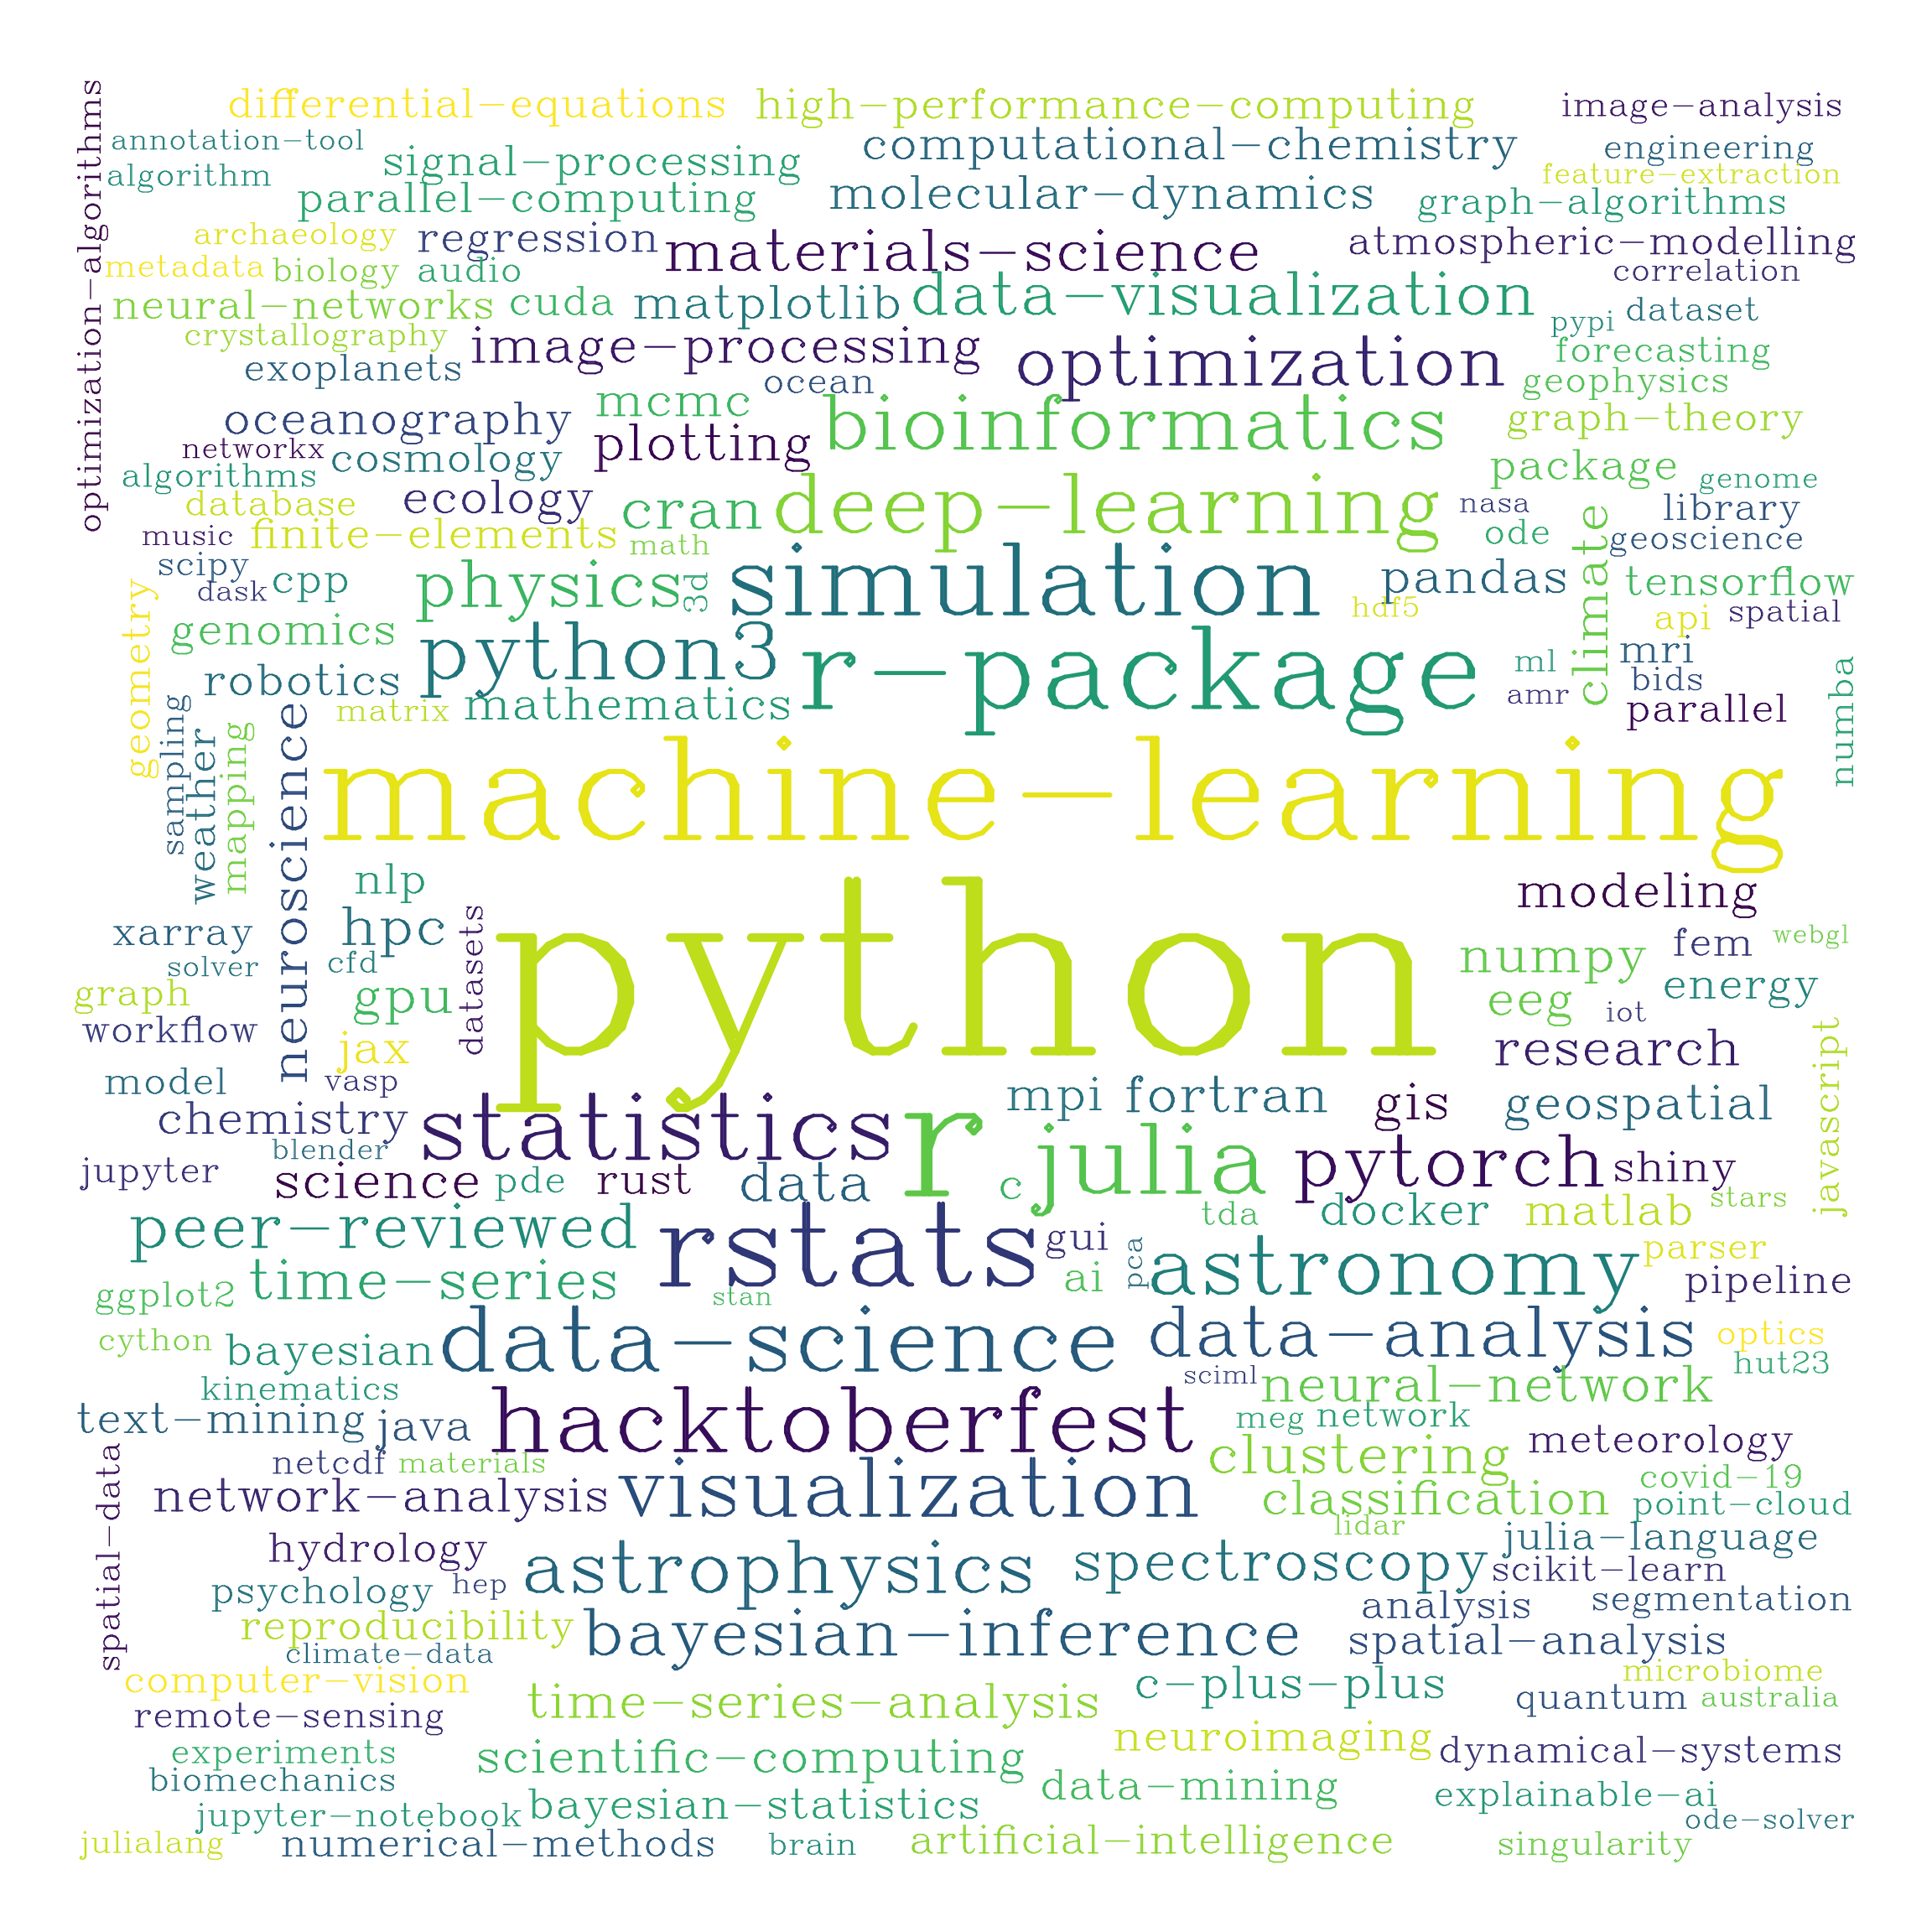 optimization-algorithms
differential-equations
high-performance-computing
image-analysis
annotation-tool
signal-processing
computational-chemistry
engineering
algorithm
parallel-computing
molecular-dynamics
feature-extraction
graph-algorithms
archaeology
regression
materials-science
atmospheric-modelling
metadata
biology
audio
correlation
neural-networks
cuda
matplotlib
data-visualization
dataset
crystallography
image-processing
optimization
pypi
forecasting
exoplanets
ocean
geophysics
oceanography
mcmc
bioinformatics
graph-theory
networkx
cosmology
plotting
package
algorithms
genome
database
ecology
cran
deep-learning
nasa
library
music
finite-elements
math
ode
geoscience
climate
scipy
dask
cpp
physics
3d
simulation
pandas
tensorflow
hdf5
api
spatial
geometry
genomics
python3
r-package
ml
mri
robotics
amr
bids
numba
mathematics
matrix
parallel
sampling
weather
mapping
neuroscience
machine-learning
nlp
modeling
xarray
hpc
datasets
python
numpy
fem
webgl
solver
cfd
graph
gpu
eeg
energy
iot
workflow
jax
research
javascript
model
vasp
chemistry
statistics
r
mpi
fortran
gis
geospatial
blender
jupyter
science
pde
rust
data
c
julia
pytorch
shiny
stars
peer-reviewed
rstats
gui
tda
docker
matlab
parser
time-series
ai
pca
astronomy
pipeline
ggplot2
stan
cython
bayesian
data-science
data-analysis
optics
hut23
kinematics
sciml
neural-network
text-mining
java
hacktoberfest
meg
network
meteorology
spatial-data
netcdf
materials
clustering
covid-19
network-analysis
visualization
classification
point-cloud
lidar
hydrology
julia-language
psychology
hep
astrophysics
spectroscopy
scikit-learn
reproducibility
analysis
segmentation
climate-data
bayesian-inference
spatial-analysis
computer-vision
microbiome
time-series-analysis
c-plus-plus
quantum
australia
remote-sensing
neuroimaging
experiments
scientific-computing
dynamical-systems
biomechanics
data-mining
explainable-ai
jupyter-notebook
bayesian-statistics
ode-solver
julialang
numerical-methods
brain
artificial-intelligence
singularity